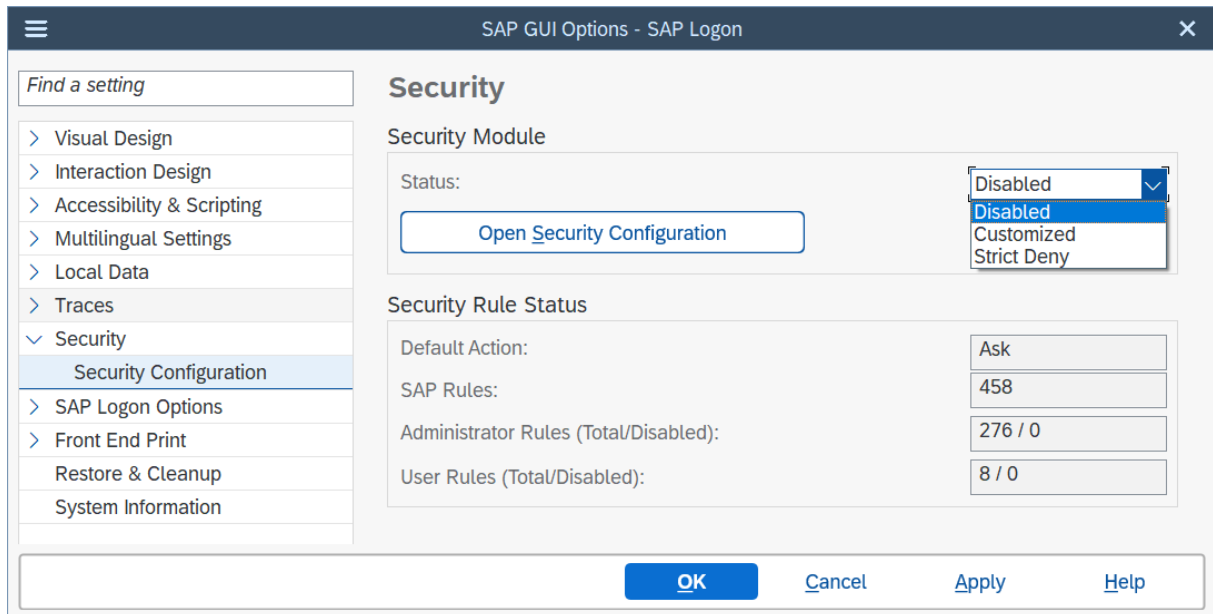 SAP GUI Options - SAP Logon
Find a setting
Visual Design
Interaction Design
Accessibility & Scripting
Multilingual Settings
Local Data
Traces
Security
Security Configuration
SAP Logon Options
Front End Print
Restore & Cleanup
System Information
Security
Security Module
Status:
Disabled
Disabled
Customized
Strict Deny
Open Security Configuration
Security Rule Status
Default Action:
Ask
SAP Rules:
458
Administrator Rules (Total/Disabled):
276 / 0
User Rules (Total/Disabled):
8 / 0
OK
Cancel
Apply
Help